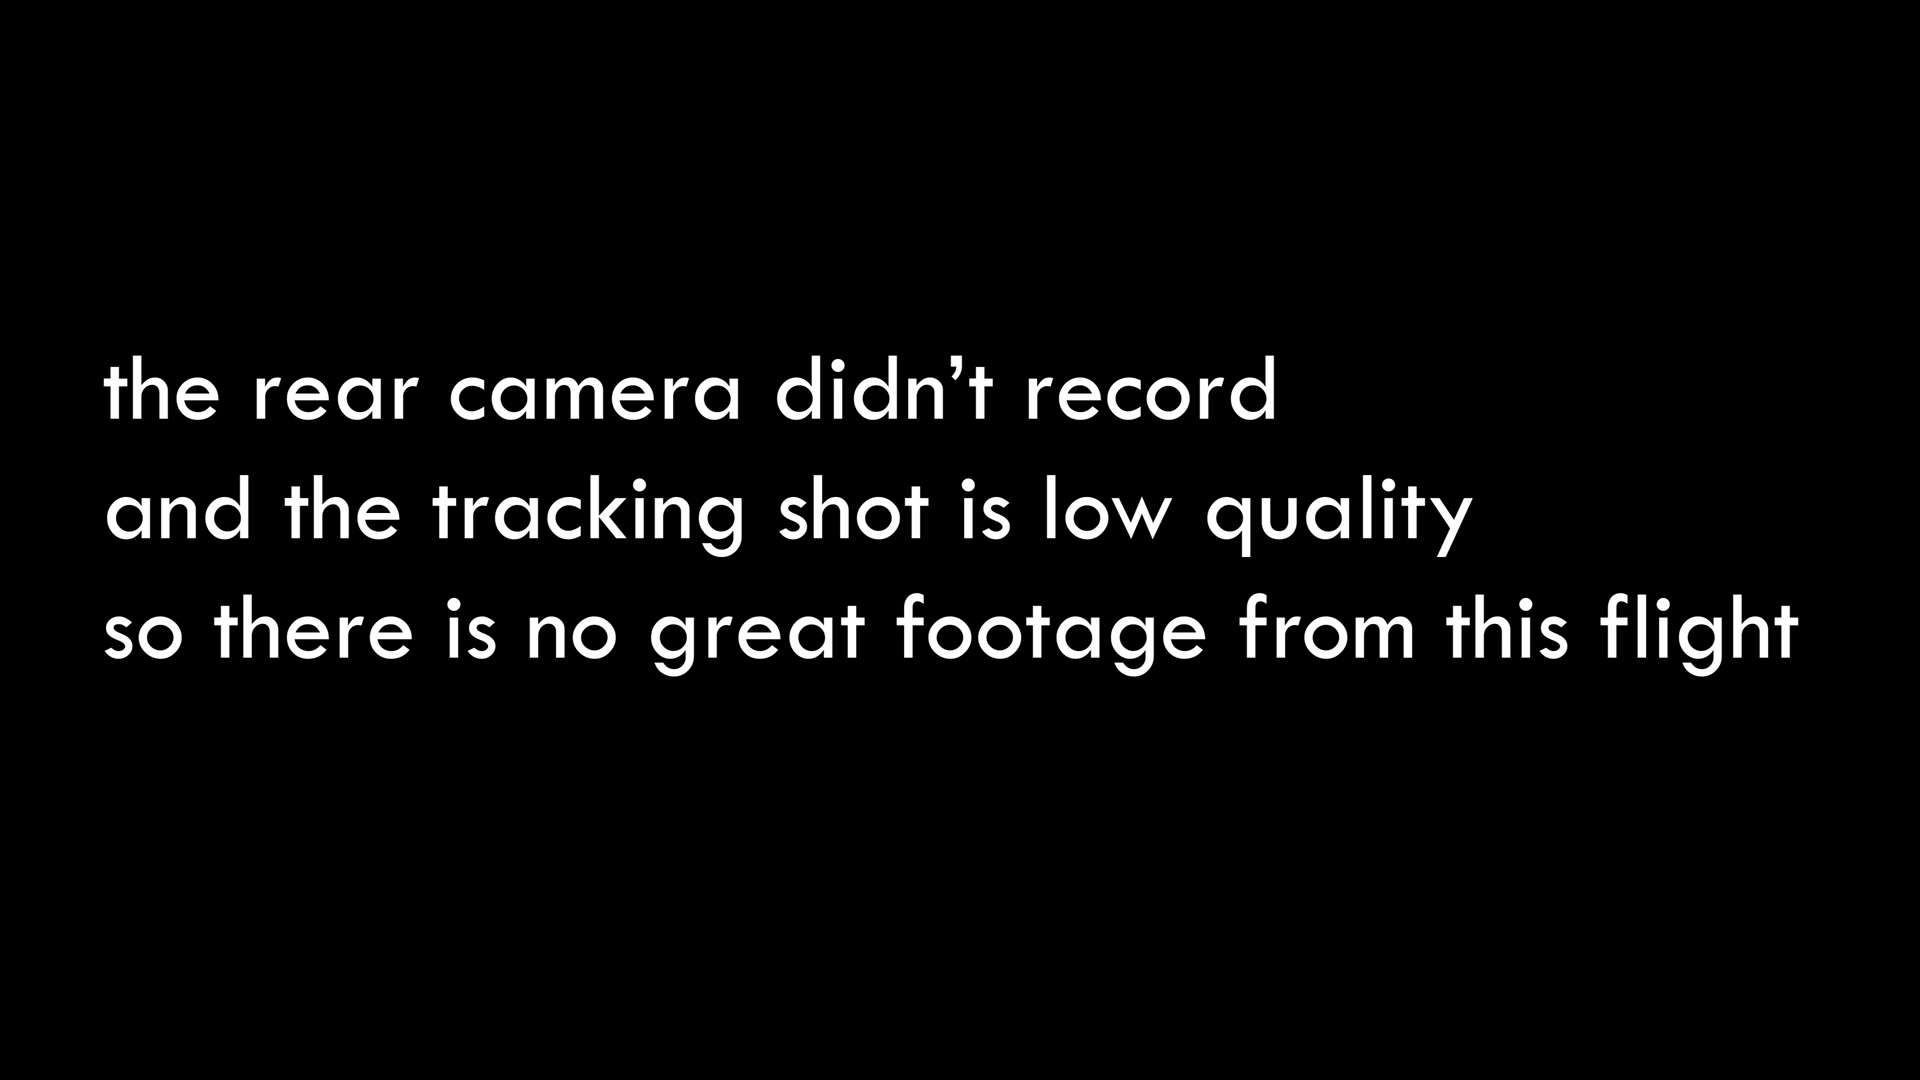 the rear camera didn’t record
and the tracking shot is low quality
so there is no great footage from this flight